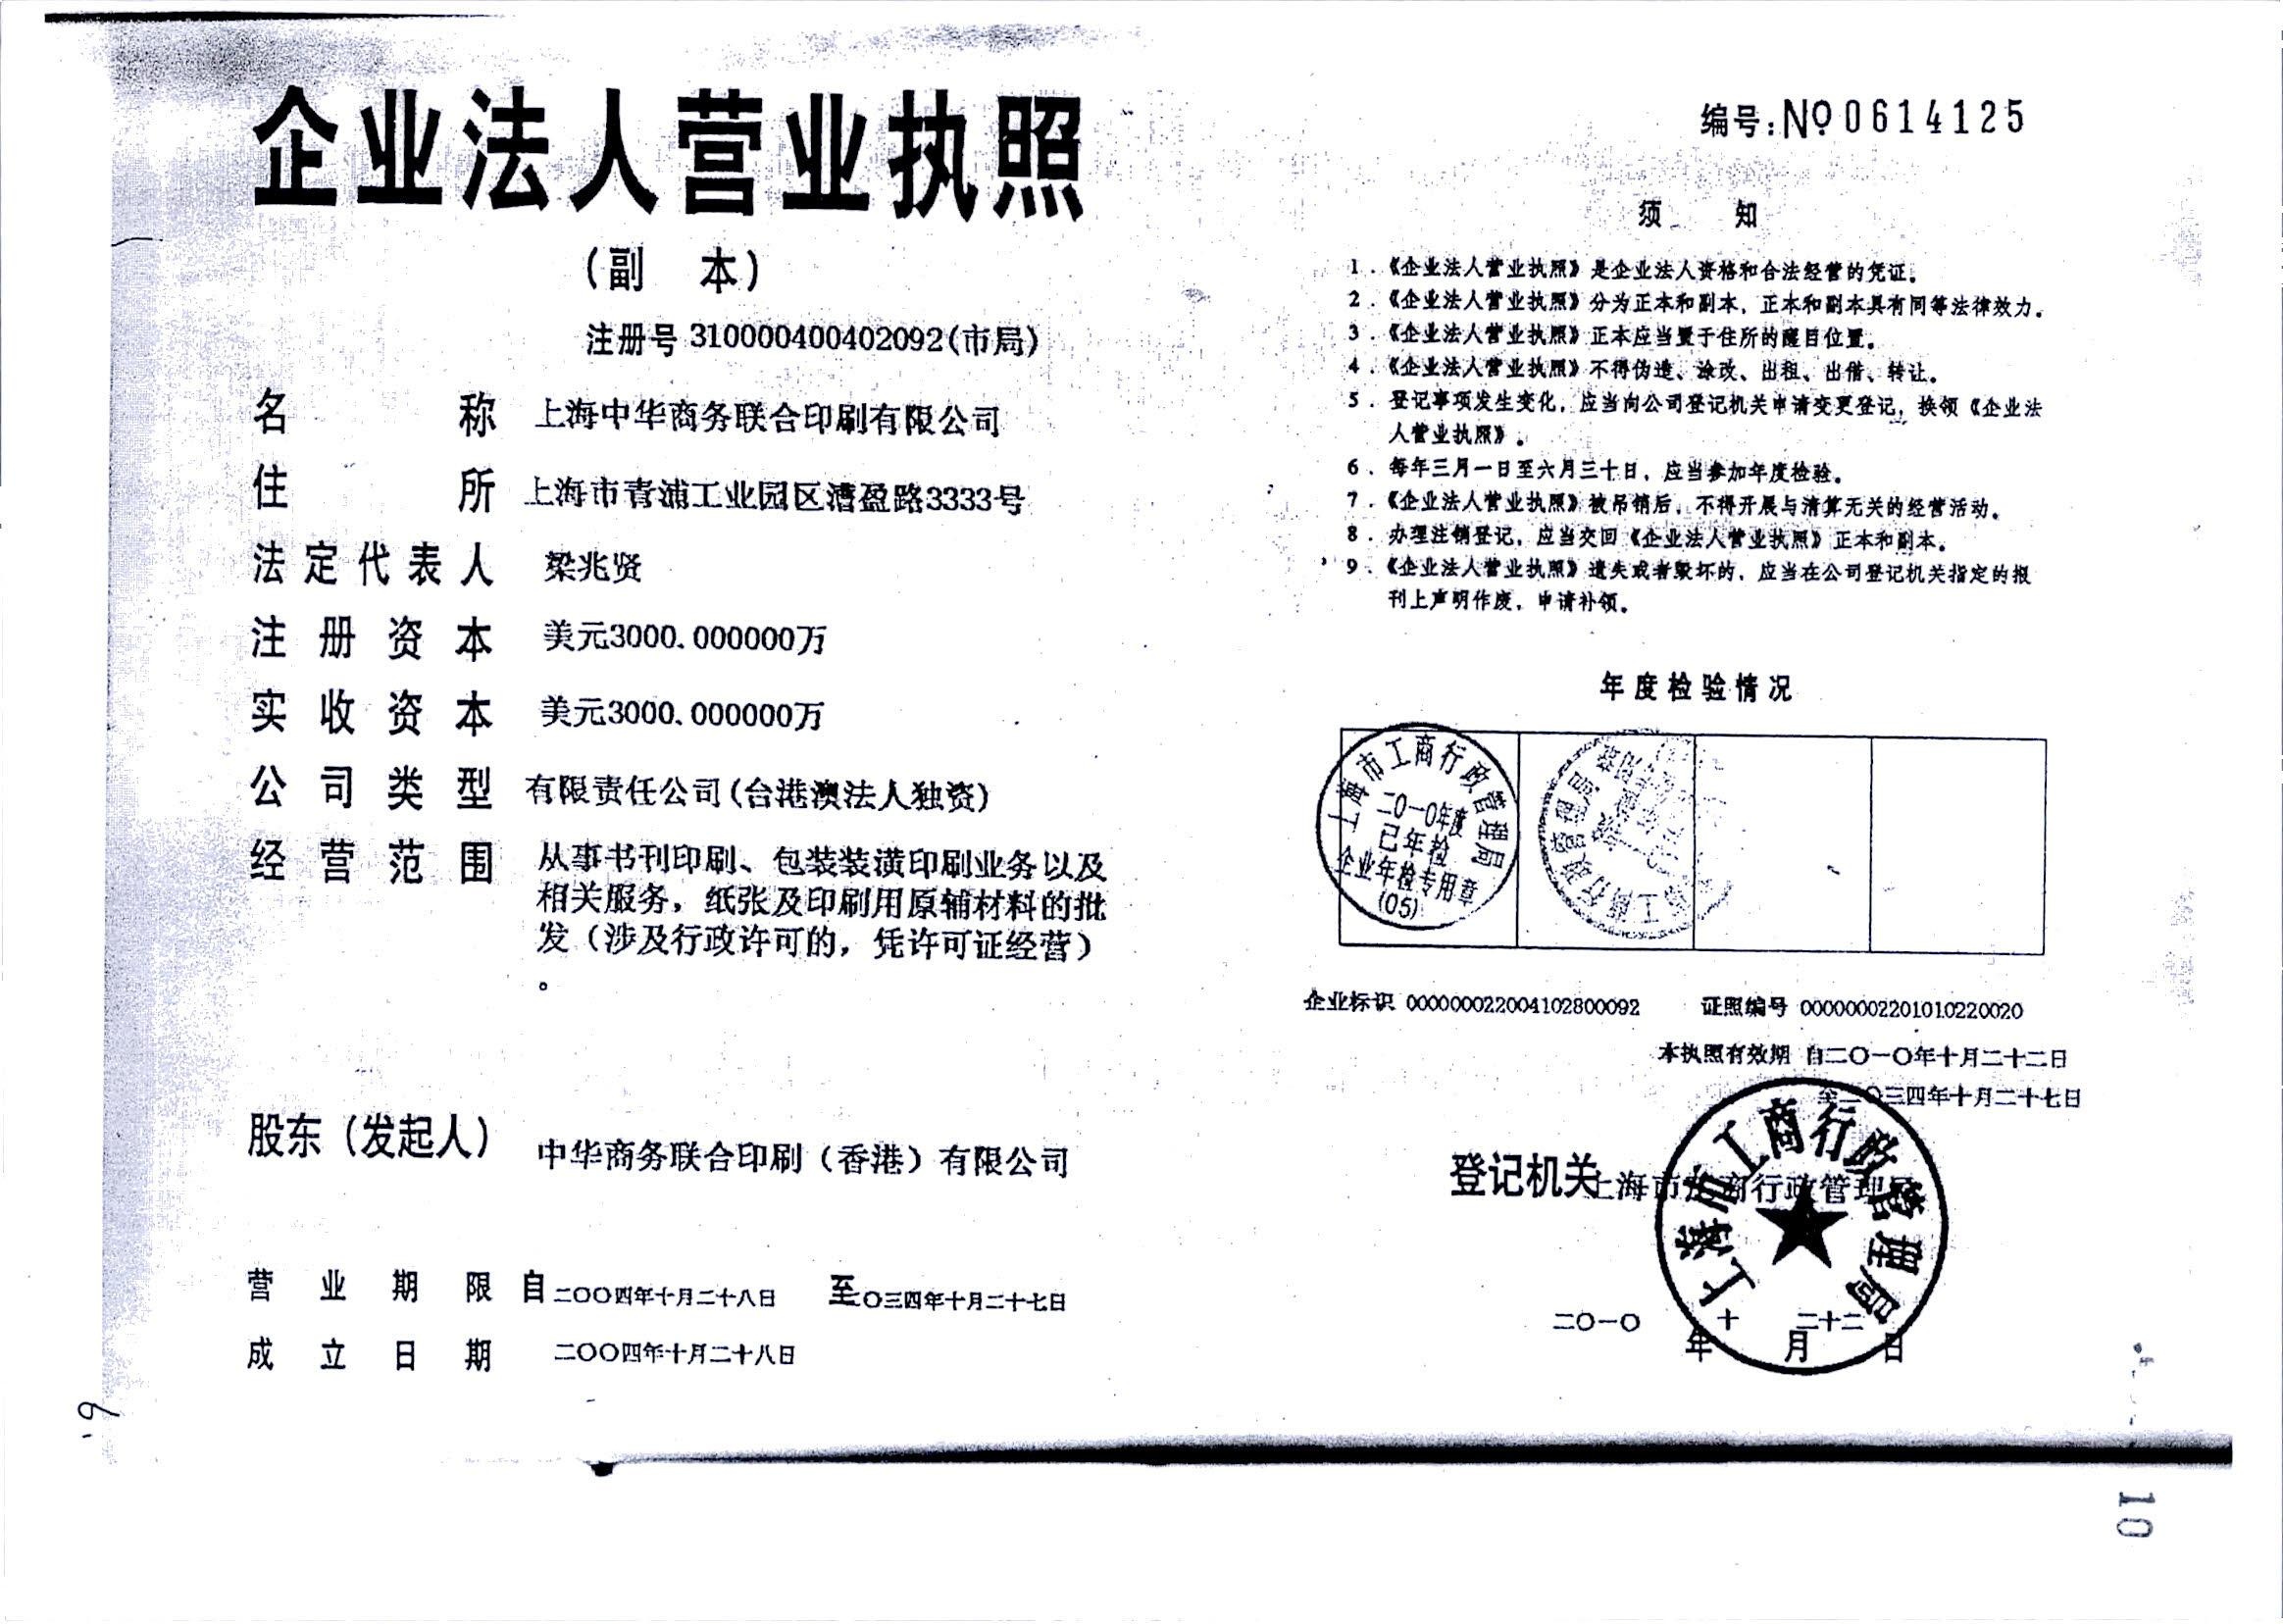 企业法人营业执照
（副 本）
注册号 310000400402092(市局)
名 称 上海中华商务联合印刷有限公司
住 所 上海市青浦工业园区漕盈路3333号
法定代表人 梁兆贤
注册资本 美元3000.000000万
实收资本 美元3000.000000万
公司类型 有限责任公司(台港澳法人独资)
经营范围 从事书刊印刷、包装装潢印刷业务以及
相关服务，纸张及印刷用原辅材料的批
发（涉及行政许可的，凭许可证经营）
。
股东（发起人） 中华商务联合印刷（香港）有限公司
营业期限 自二〇〇四年十月二十八日 至〇三四年十月二十七日
成立日期 二〇〇四年十月二十八日
编号:№0614125
须 知
1．《企业法人营业执照》是企业法人资格和合法经营的凭证。
2．《企业法人营业执照》分为正本和副本，正本和副本具有同等法律效力。
3．《企业法人营业执照》正本应当置于住所的醒目位置。
4．《企业法人营业执照》不得伪造、涂改、出租、出借、转让。
5．登记事项发生变化，应当向公司登记机关申请变更登记，换领《企业法
人营业执照》。
6．每年三月一日至六月三十日，应当参加年度检验。
7．《企业法人营业执照》被吊销后，不得开展与清算无关的经营活动。
8．办理注销登记，应当交回《企业法人营业执照》正本和副本。
9．《企业法人营业执照》遗失或者毁坏的，应当在公司登记机关指定的报
刊上声明作废，申请补领。
年度检验情况
上海市工商行政管理局
二〇一〇年度
已年检
企业年检专用章
(05)
工商行政管理局
企业标识 000000022004102800092 证照编号 00000002201010220020
本执照有效期 自二〇一〇年十月二十二日
至二〇三四年十月二十七日
登记机关 上海市工商行政管理局
上海市工商行政管理局
二〇一〇年十月二十二日
9
10